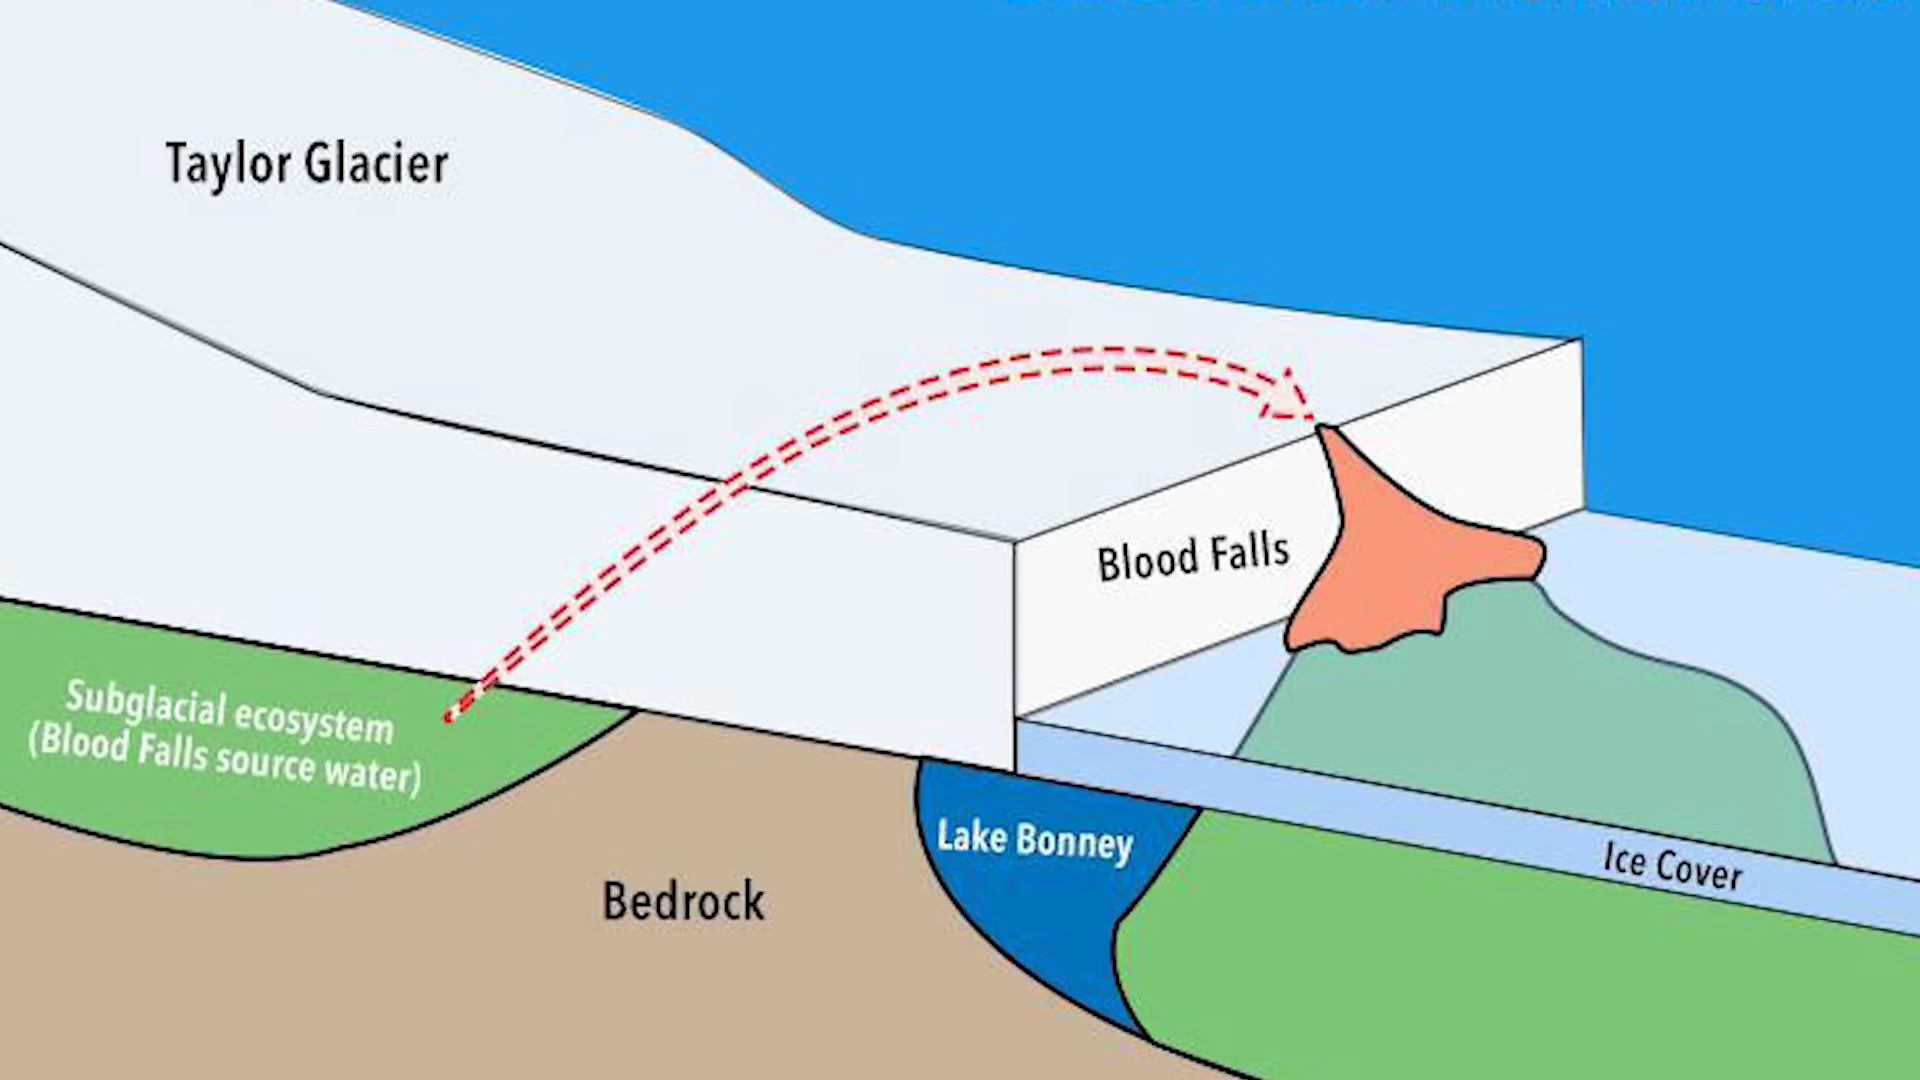 Taylor Glacier
Blood Falls
Subglacial ecosystem
(Blood Falls source water)
Lake Bonney
Ice Cover
Bedrock